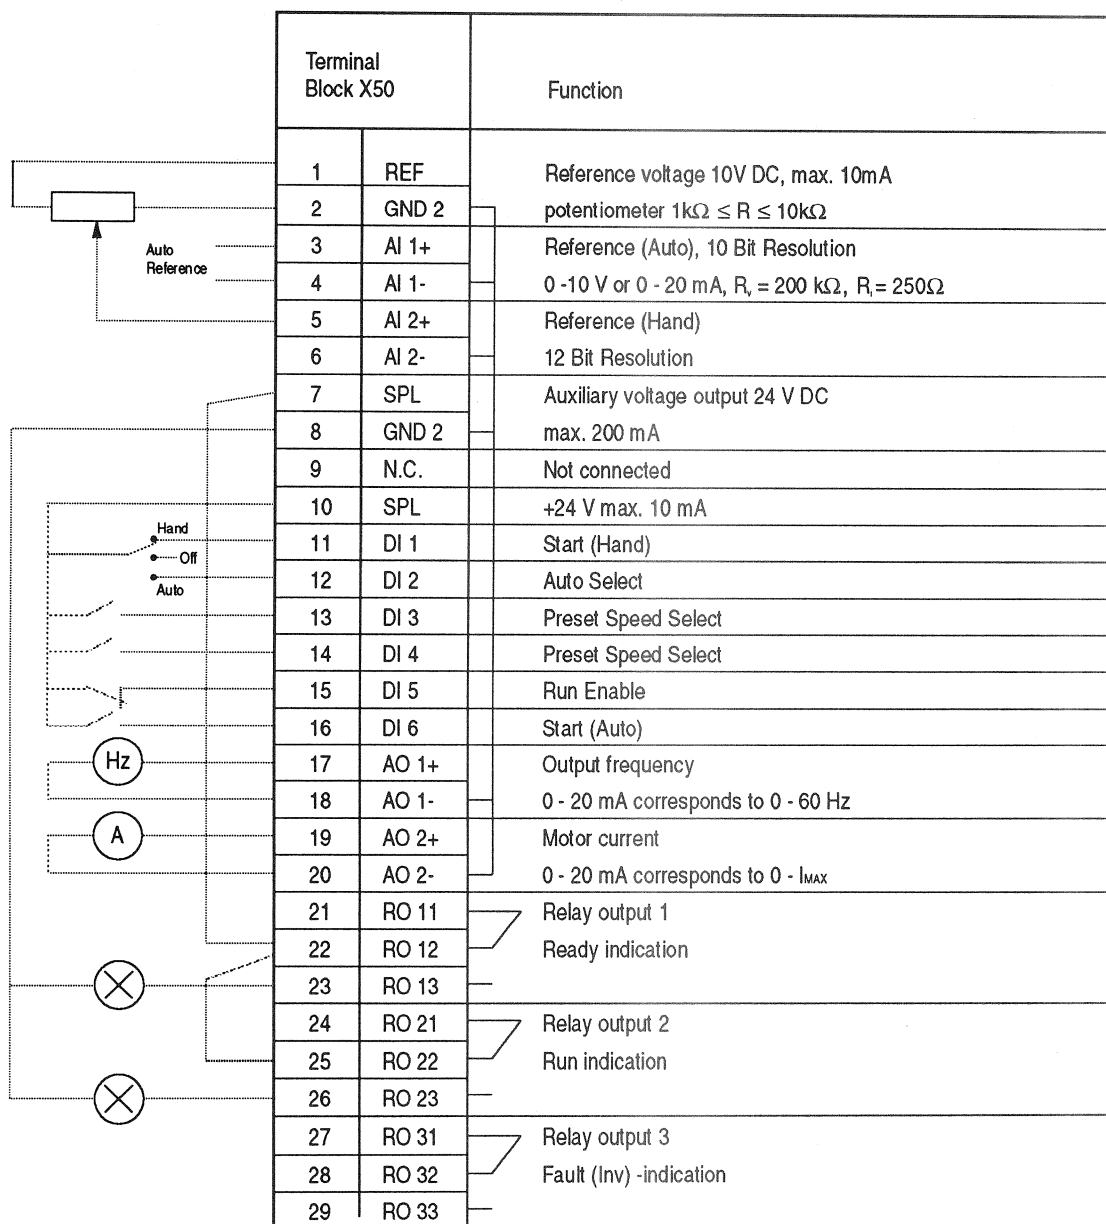 Terminal
Block X50
Function
1 REF Reference voltage 10V DC, max. 10mA
2 GND 2 potentiometer 1kΩ ≤ R ≤ 10kΩ
Auto
Reference
3 AI 1+ Reference (Auto), 10 Bit Resolution
4 AI 1- 0 -10 V or 0 - 20 mA, Rv = 200 kΩ, Ri = 250Ω
5 AI 2+ Reference (Hand)
6 AI 2- 12 Bit Resolution
7 SPL Auxiliary voltage output 24 V DC
8 GND 2 max. 200 mA
9 N.C. Not connected
10 SPL +24 V max. 10 mA
Hand
11 DI 1 Start (Hand)
Off
12 DI 2 Auto Select
Auto
13 DI 3 Preset Speed Select
14 DI 4 Preset Speed Select
15 DI 5 Run Enable
16 DI 6 Start (Auto)
Hz
17 AO 1+ Output frequency
18 AO 1- 0 - 20 mA corresponds to 0 - 60 Hz
A
19 AO 2+ Motor current
20 AO 2- 0 - 20 mA corresponds to 0 - IMAX
21 RO 11 Relay output 1
22 RO 12 Ready indication
23 RO 13
24 RO 21 Relay output 2
25 RO 22 Run indication
26 RO 23
27 RO 31 Relay output 3
28 RO 32 Fault (Inv) -indication
29 RO 33